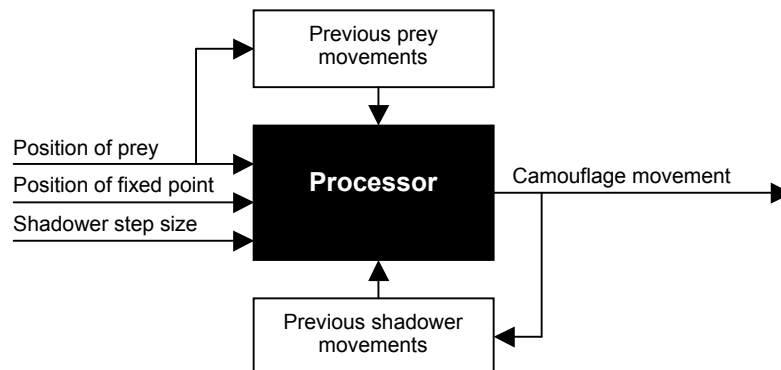 Previous prey
movements
Position of prey
Position of fixed point
Shadower step size
Processor
Camouflage movement
Previous shadower
movements